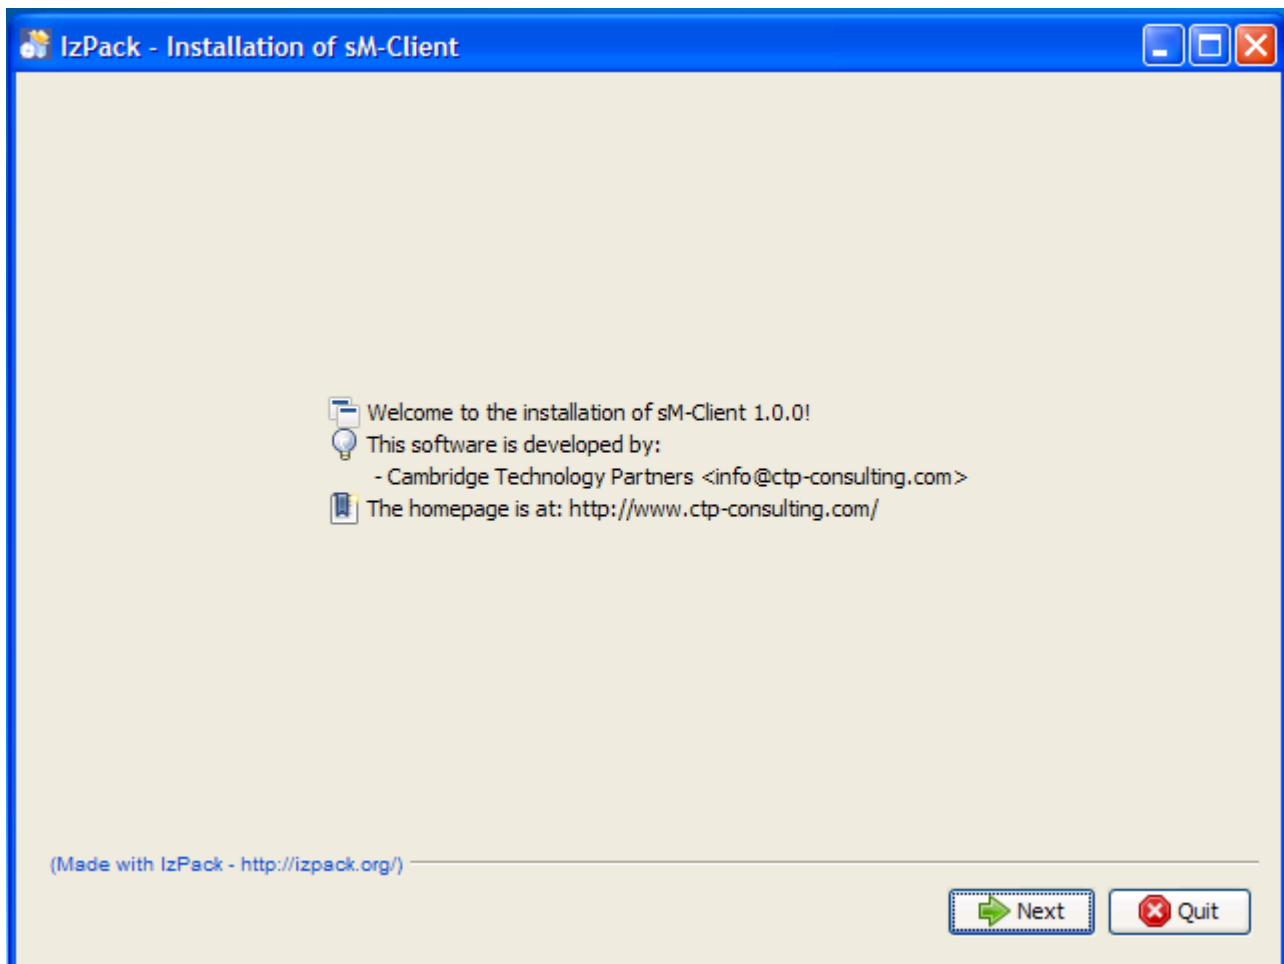 IzPack - Installation of sM-Client
Welcome to the installation of sM-Client 1.0.0!
This software is developed by:
- Cambridge Technology Partners <info@ctp-consulting.com>
The homepage is at: http://www.ctp-consulting.com/
(Made with IzPack - http://izpack.org/)
Next
Quit